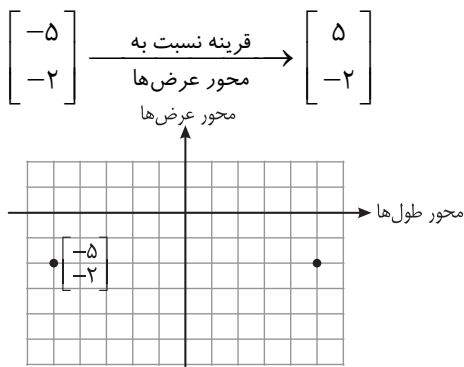 [−۵ −۲] قرینه نسبت به محور عرض‌ها [۵ −۲]
محور عرض‌ها
محور طول‌ها
[−۵ −۲]